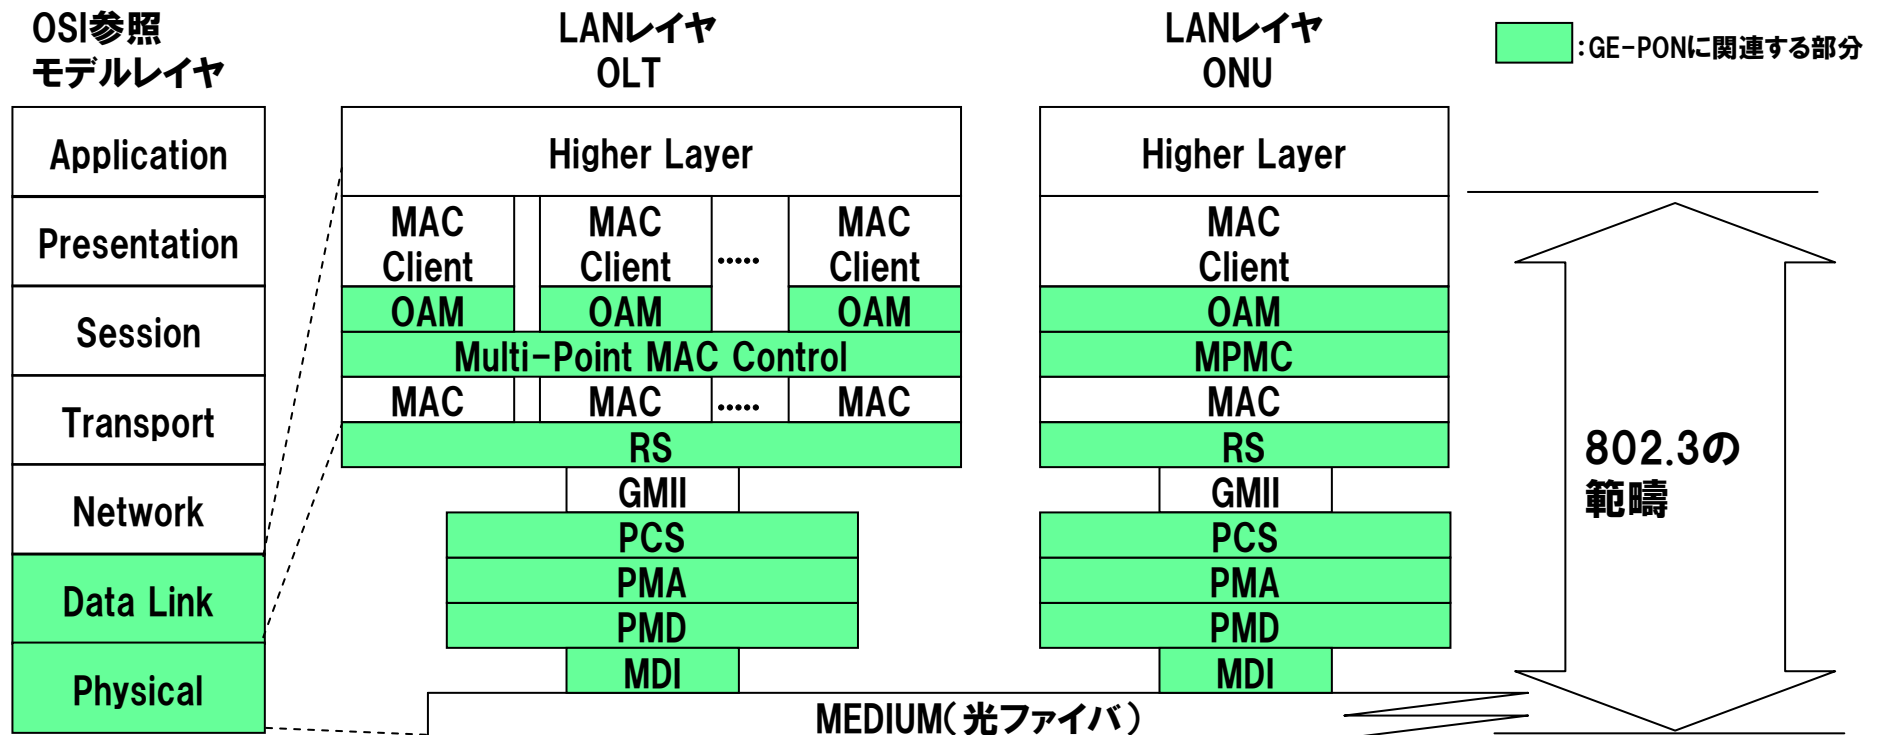 OSI参照
モデルレイヤ
Application
Presentation
Session
Transport
Network
Data Link
Physical
LANレイヤ
OLT
Higher Layer
MAC
Client
MAC
Client
.....
MAC
Client
OAM
OAM
OAM
Multi-Point MAC Control
MAC
MAC
.....
MAC
RS
GMII
PCS
PMA
PMD
MDI
LANレイヤ
ONU
Higher Layer
MAC
Client
OAM
MPMC
MAC
RS
GMII
PCS
PMA
PMD
MDI
MEDIUM(光ファイバ)
:GE-PONに関連する部分
802.3の
範疇